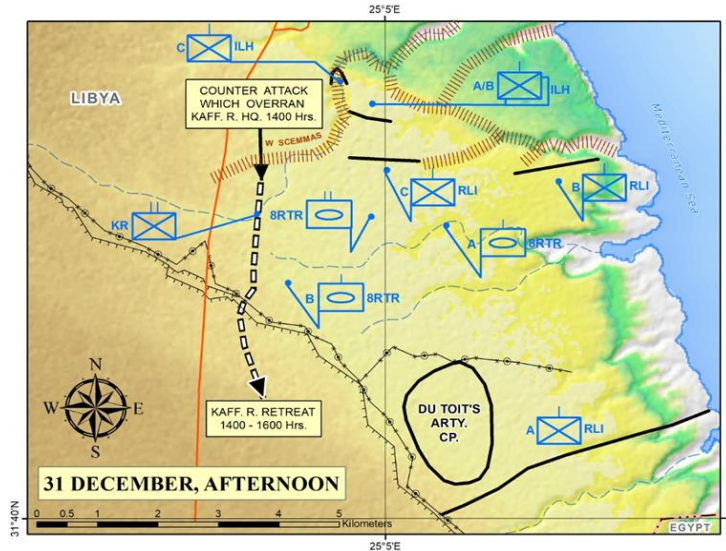 25°5'E
C ILH
LIBYA
COUNTER ATTACK
WHICH OVERRAN
KAFF. R. HQ. 1400 Hrs.
A/B ILH
W SCEMMAS
Mediterranean Sea
C RLI
B RLI
KR
8RTR
A 8RTR
B 8RTR
N
W E
S
KAFF. R. RETREAT
1400 - 1600 Hrs.
DU TOIT'S
ARTY.
CP.
A RLI
31 DECEMBER, AFTERNOON
0 0.5 1 2 3 4 5
Kilometers
31°40'N
EGYPT
25°5'E